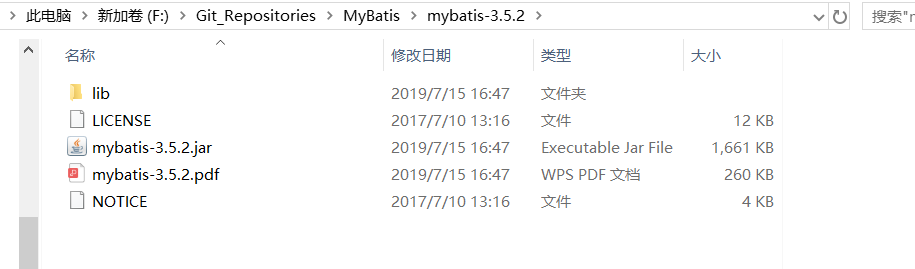 此电脑 > 新加卷 (F:) > Git_Repositories > MyBatis > mybatis-3.5.2 > 搜索"
名称 修改日期 类型 大小
lib 2019/7/15 16:47 文件夹
LICENSE 2017/7/10 13:16 文件 12 KB
mybatis-3.5.2.jar 2019/7/15 16:47 Executable Jar File 1,661 KB
mybatis-3.5.2.pdf 2019/7/15 16:47 WPS PDF 文档 260 KB
NOTICE 2017/7/10 13:16 文件 4 KB